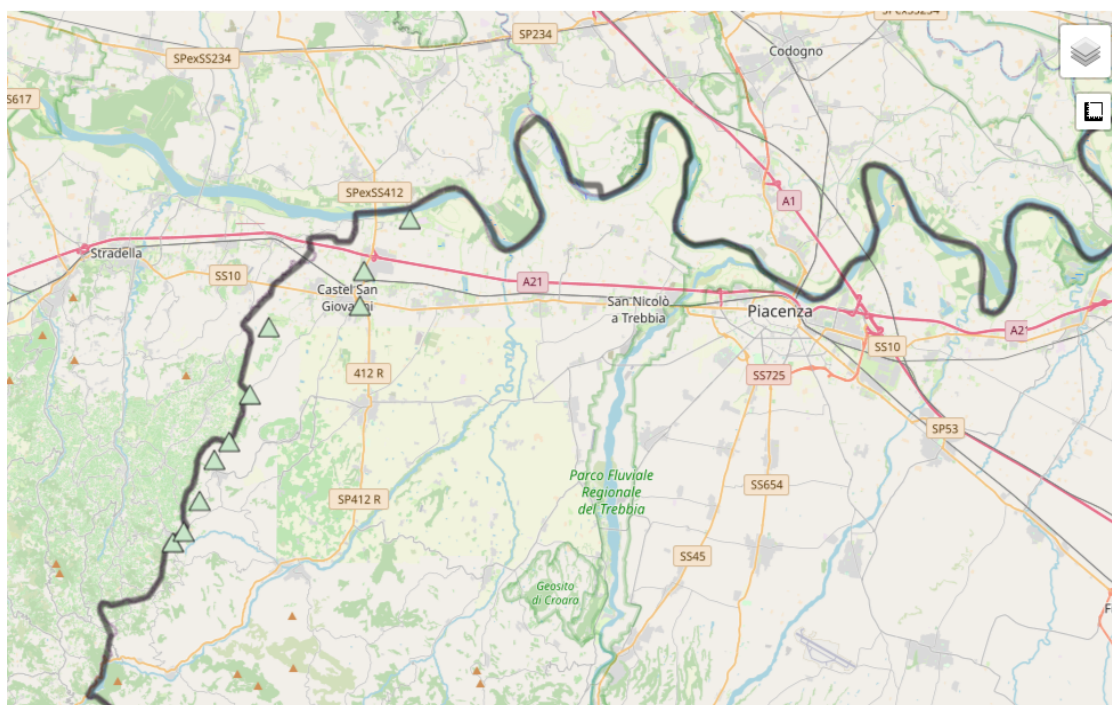 SPexSS234
SP234
Codogno
SPexSS234
S617
SPexSS412
A1
Stradella
SS10
Castel San
Giovanni
A21
San Nicolò
a Trebbia
Piacenza
A2
SS10
412 R
SS725
SP53
Parco Fluviale
Regionale
del Trebbia
SP412 R
SS654
SS45
Geosito
di Croara